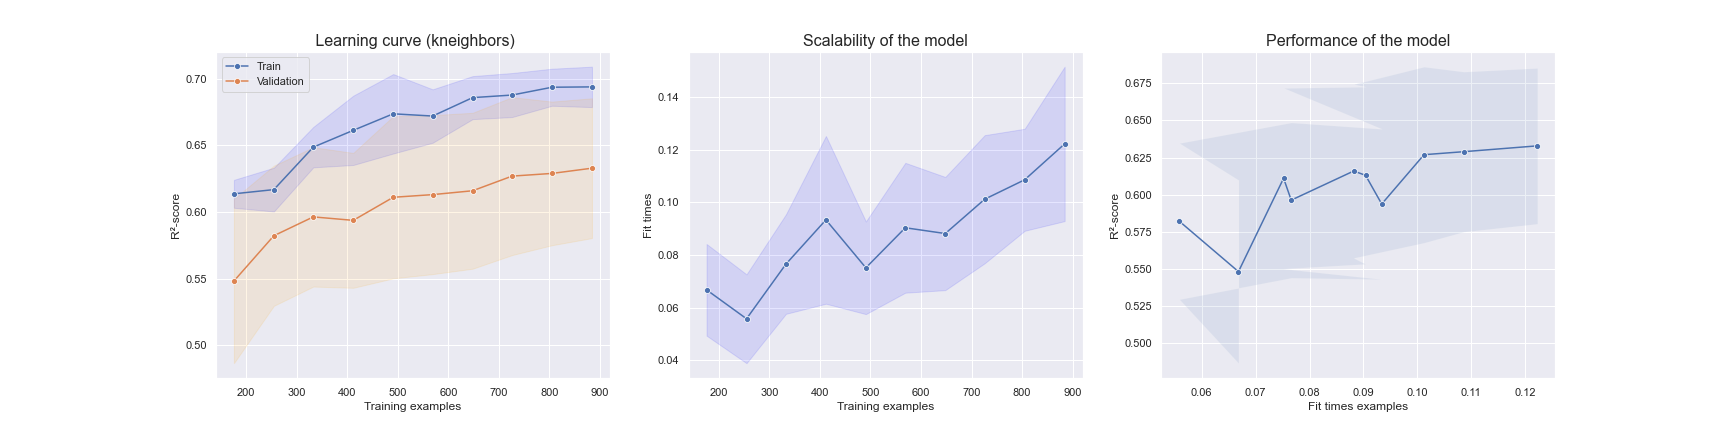 Learning curve (kneighbors)
Train
Validation
0.70
0.65
0.60
0.55
0.50
R²-score
200 300 400 500 600 700 800 900
Training examples
Scalability of the model
0.14
0.12
0.10
0.08
0.06
0.04
Fit times
200 300 400 500 600 700 800 900
Training examples
Performance of the model
0.675
0.650
0.625
0.600
0.575
0.550
0.525
0.500
R²-score
0.06 0.07 0.08 0.09 0.10 0.11 0.12
Fit times examples